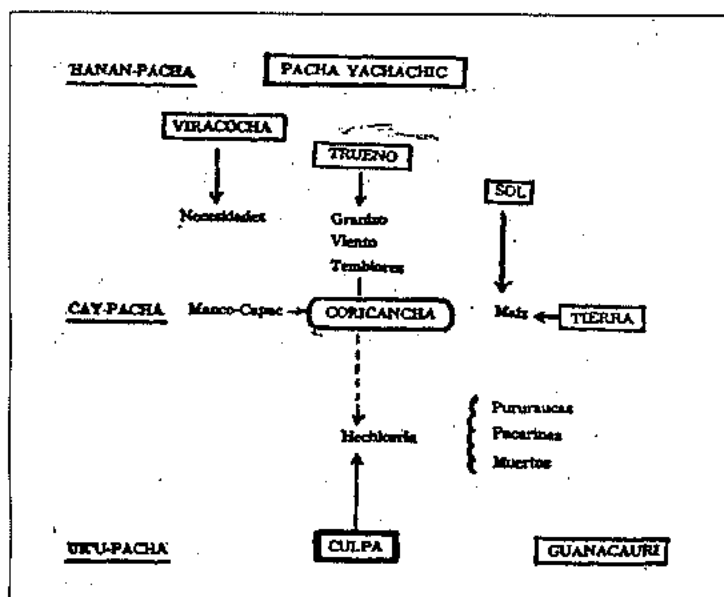 HANAN-PACHA
PACHA YACHACHIC
VIRACOCHA
TRUENO
SOL
Necesidades
Granizo
Viento
Temblores
CAY-PACHA
Manco-Capac
CORICANCHA
Maíz
TIERRA
Pururaucas
Hechicería
Pacarinas
Muertos
UKU-PACHA
CULPA
GUANACAURI